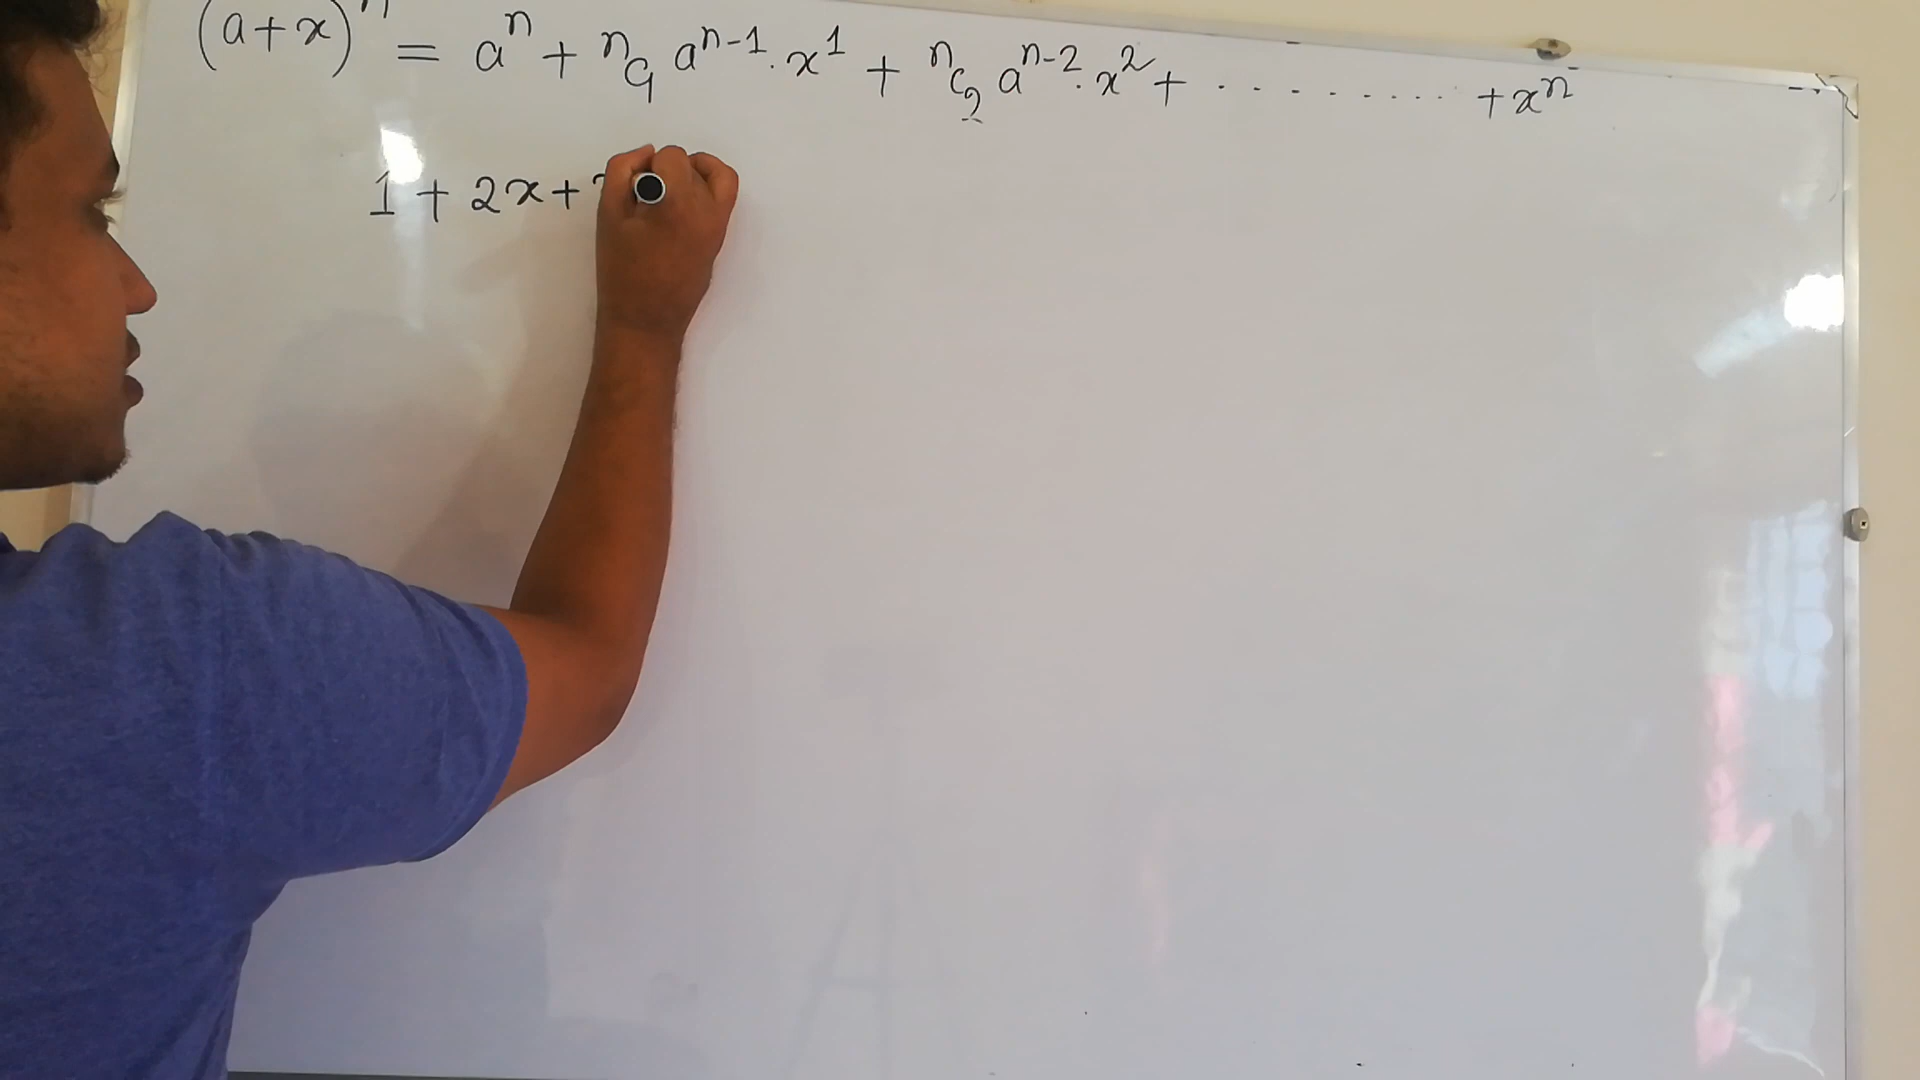 (a+x)ⁿ = aⁿ + ⁿC₁ aⁿ⁻¹·x¹ + ⁿC₂ aⁿ⁻²·x² + ......... + xⁿ
1 + 2x +